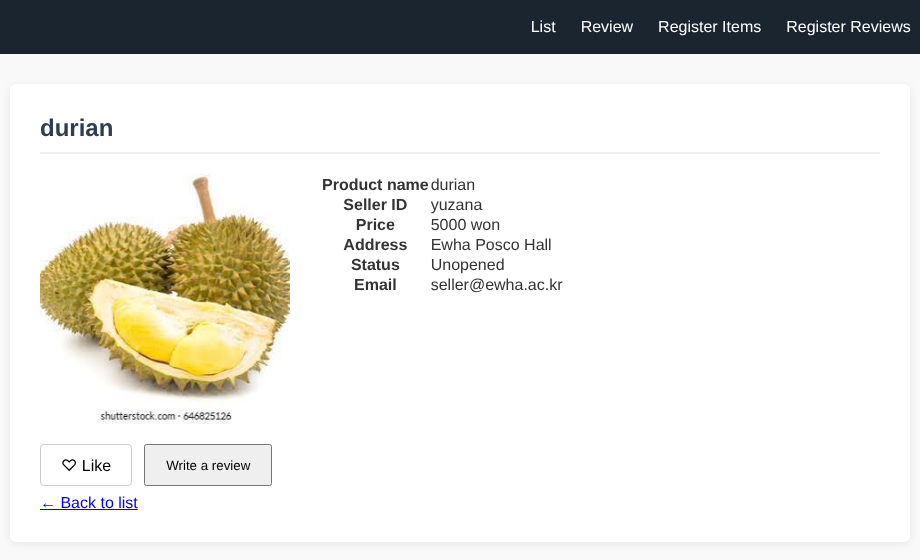 List Review Register Items Register Reviews
durian
Product name durian
Seller ID yuzana
Price 5000 won
Address Ewha Posco Hall
Status Unopened
Email seller@ewha.ac.kr
shutterstock.com - 646825126
♡ Like Write a review
← Back to list